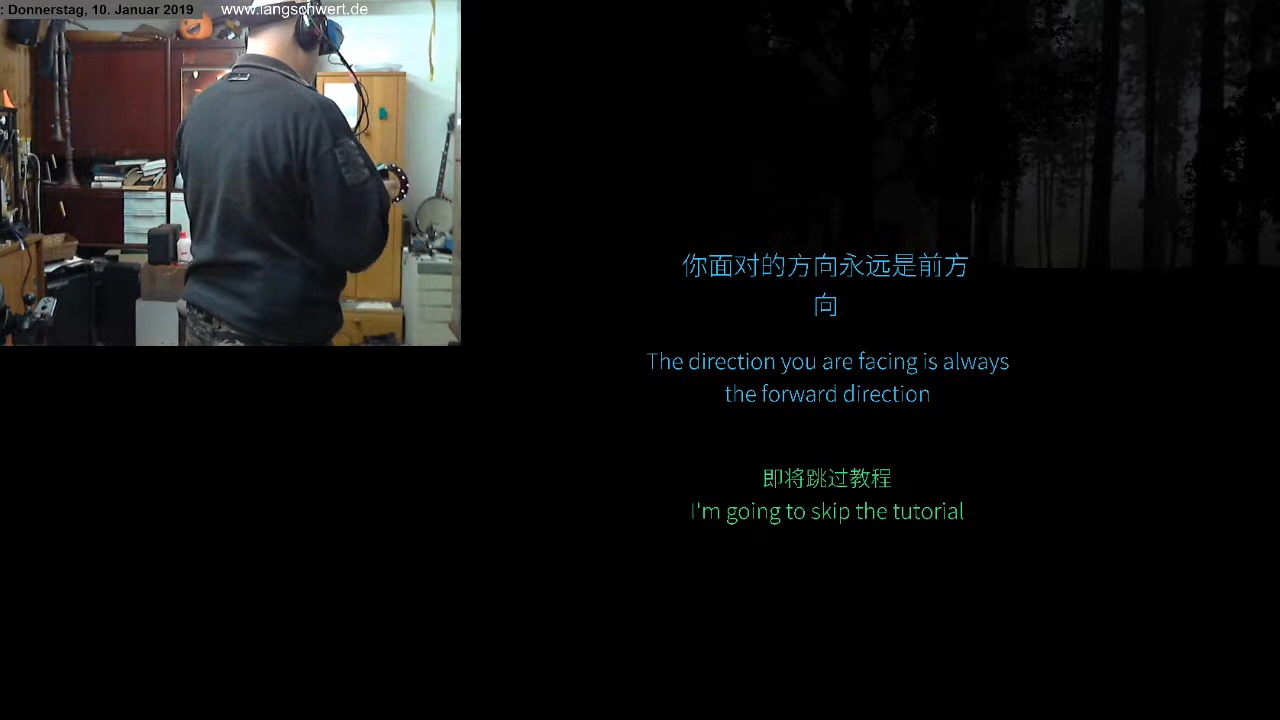 : Donnerstag, 10. Januar 2019
www.langschwert.de
你面对的方向永远是前方
向
The direction you are facing is always
the forward direction
即将跳过教程
I'm going to skip the tutorial